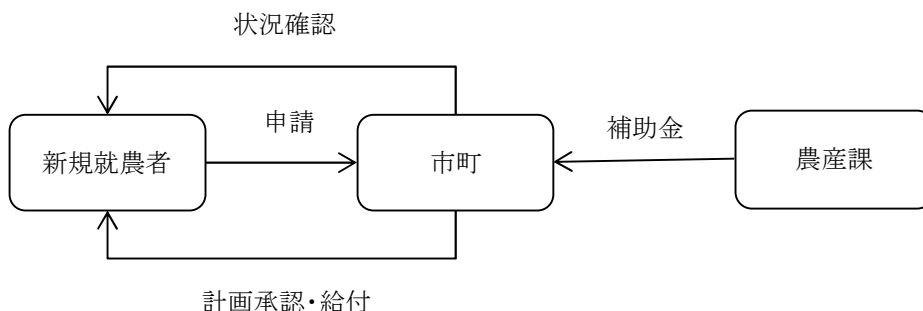 状況確認
申請
補助金
新規就農者
市町
農産課
計画承認・給付